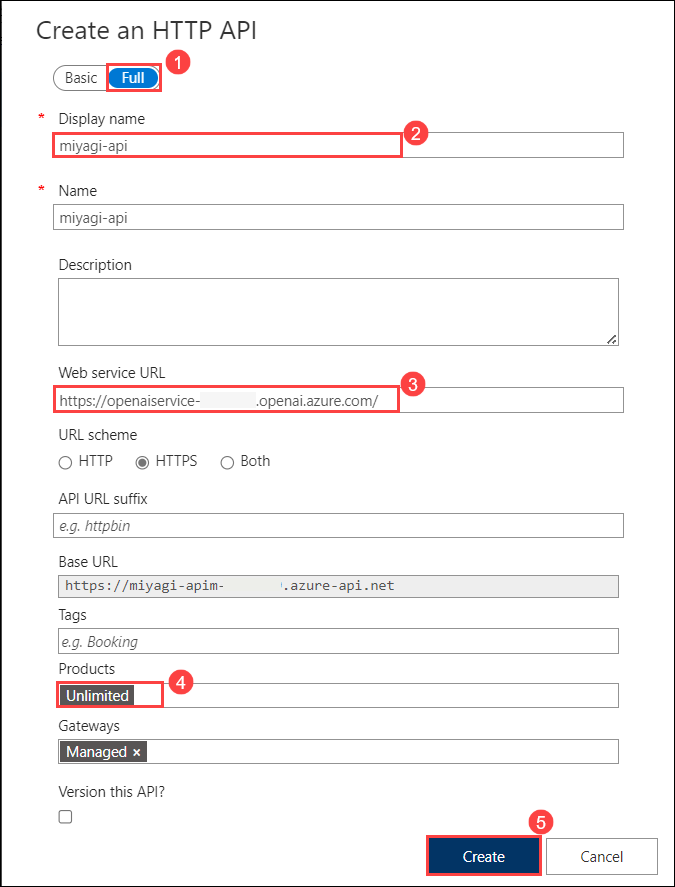 Create an HTTP API
Basic Full 1
* Display name
miyagi-api 2
* Name
miyagi-api
Description
Web service URL
https://openaiservice- .openai.azure.com/ 3
URL scheme
HTTP HTTPS Both
API URL suffix
e.g. httpbin
Base URL
https://miyagi-apim- .azure-api.net
Tags
e.g. Booking
Products
Unlimited 4
Gateways
Managed ×
Version this API?
5
Create Cancel